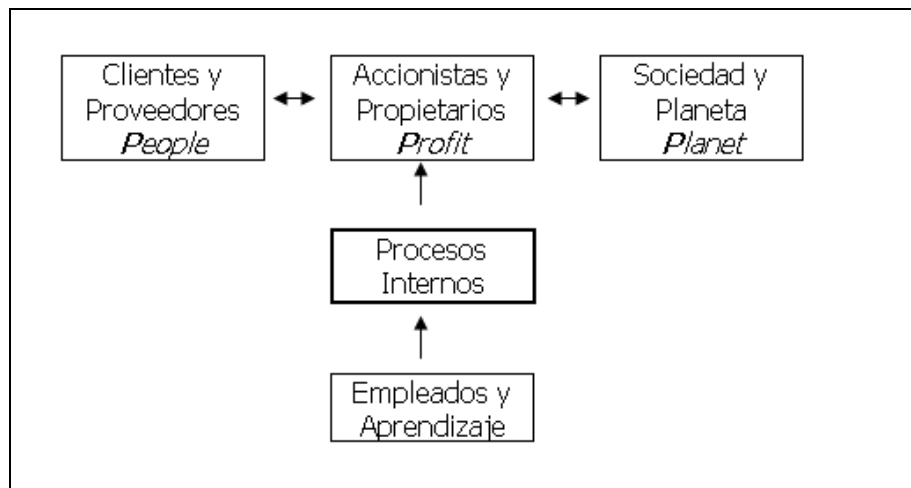 Clientes y
Proveedores
People
Accionistas y
Propietarios
Profit
Sociedad y
Planeta
Planet
Procesos
Internos
Empleados y
Aprendizaje